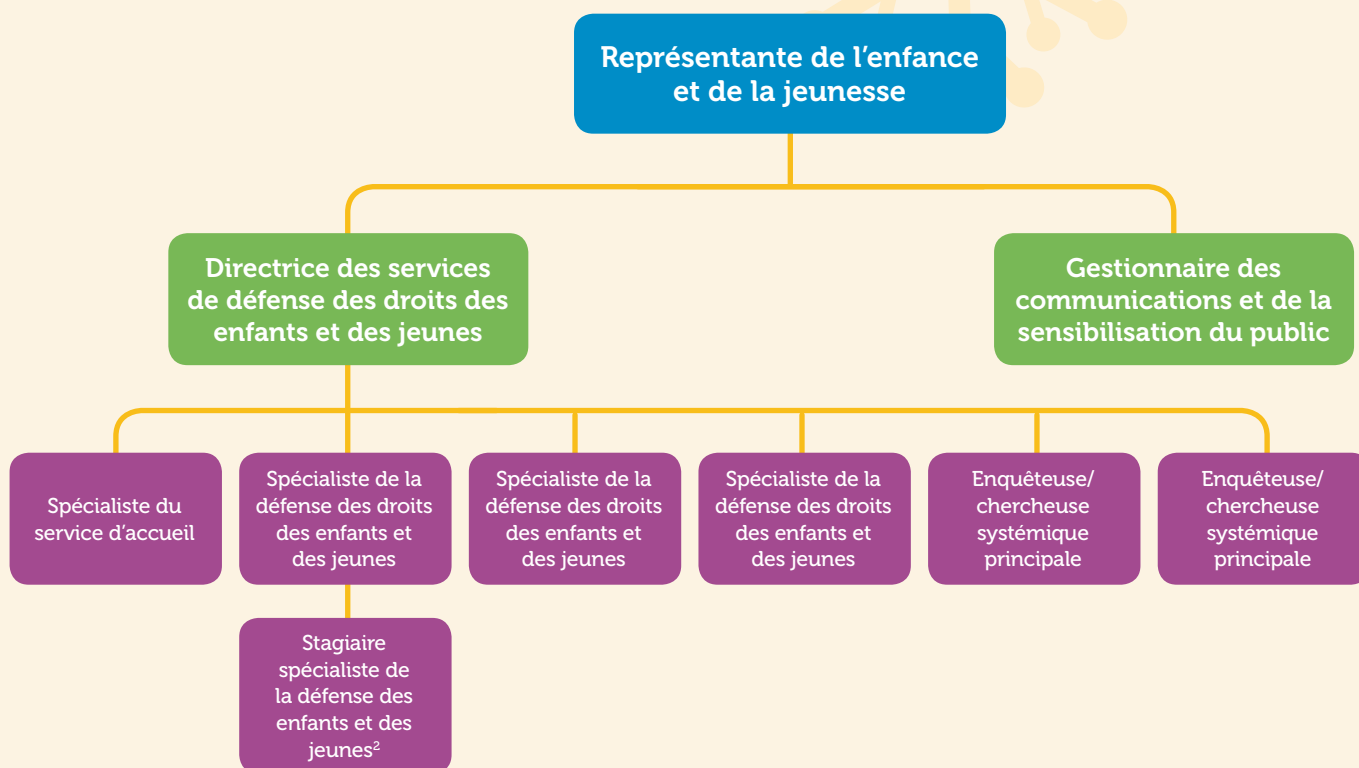 Représentante de l’enfance
et de la jeunesse
Directrice des services
de défense des droits des
enfants et des jeunes
Gestionnaire des
communications et de la
sensibilisation du public
Spécialiste du
service d’accueil
Spécialiste de la
défense des droits
des enfants et
des jeunes
Spécialiste de la
défense des droits
des enfants et
des jeunes
Spécialiste de la
défense des droits
des enfants et
des jeunes
Enquêteuse/
chercheuse
systémique
principale
Enquêteuse/
chercheuse
systémique
principale
Stagiaire
spécialiste de
la défense des
enfants et des
jeunes²